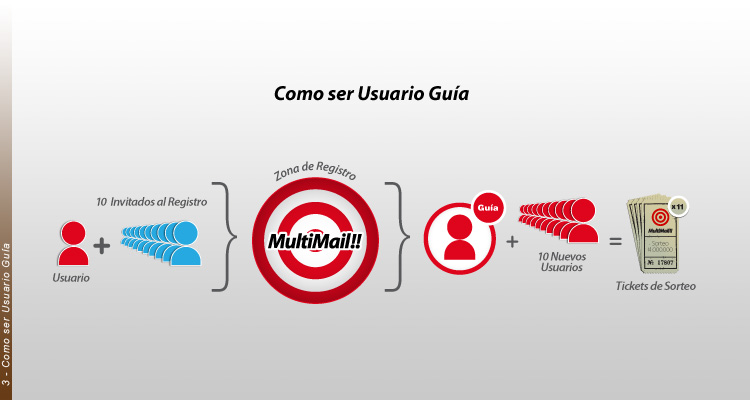 Como ser Usuario Guía
Zona de Registro
10 Invitados al Registro
Usuario
MultiMail!!
Guía
10 Nuevos
Usuarios
x 11
MultiMail!!
Sorteo
Nº 17807
Tickets de Sorteo
3 - Como ser Usuario Guía